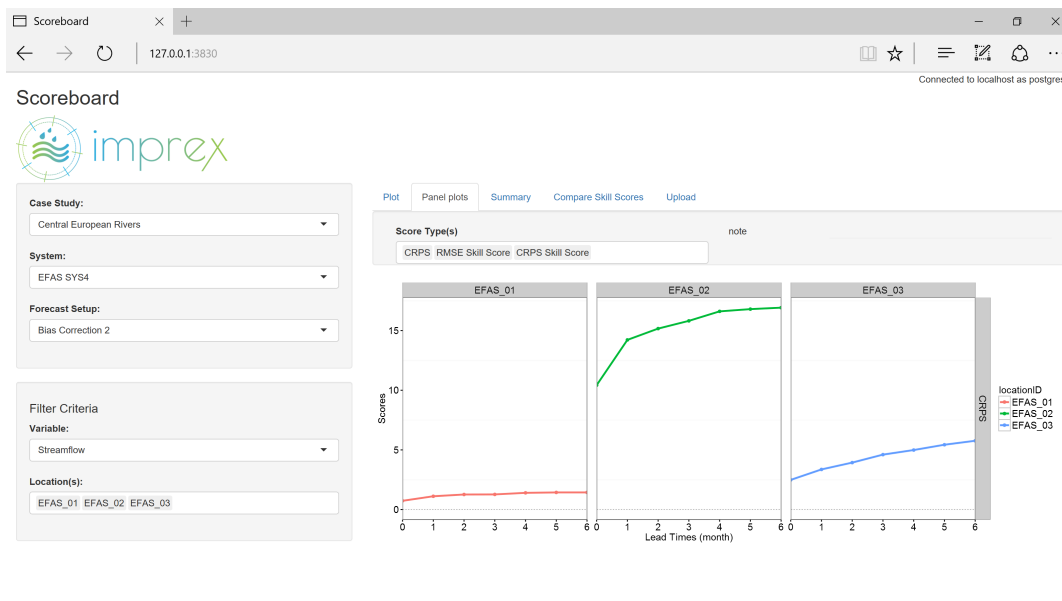 Scoreboard
127.0.0.1:3830
Connected to localhost as postgres
Scoreboard
imprex
Case Study:
Central European Rivers
System:
EFAS SYS4
Forecast Setup:
Bias Correction 2
Filter Criteria
Variable:
Streamflow
Location(s):
EFAS_01 EFAS_02 EFAS_03
Plot Panel plots Summary Compare Skill Scores Upload
Score Type(s) note
CRPS RMSE Skill Score CRPS Skill Score
EFAS_01 EFAS_02 EFAS_03
15
10
5
0
Scores
0 1 2 3 4 5 6 0 1 2 3 4 5 6 0 1 2 3 4 5 6
Lead Times (month)
CRPS
locationID
EFAS_01
EFAS_02
EFAS_03